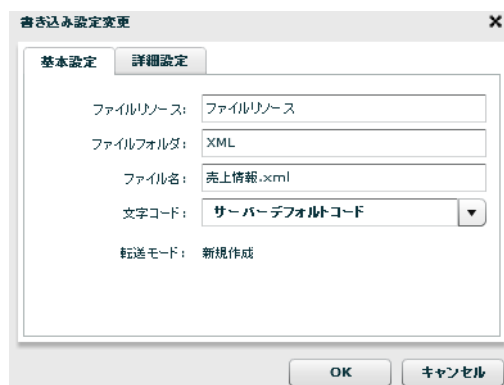 書き込み設定変更
基本設定 詳細設定
ファイルリソース: ファイルリソース
ファイルフォルダ: XML
ファイル名: 売上情報.xml
文字コード: サーバーデフォルトコード
転送モード: 新規作成
OK キャンセル